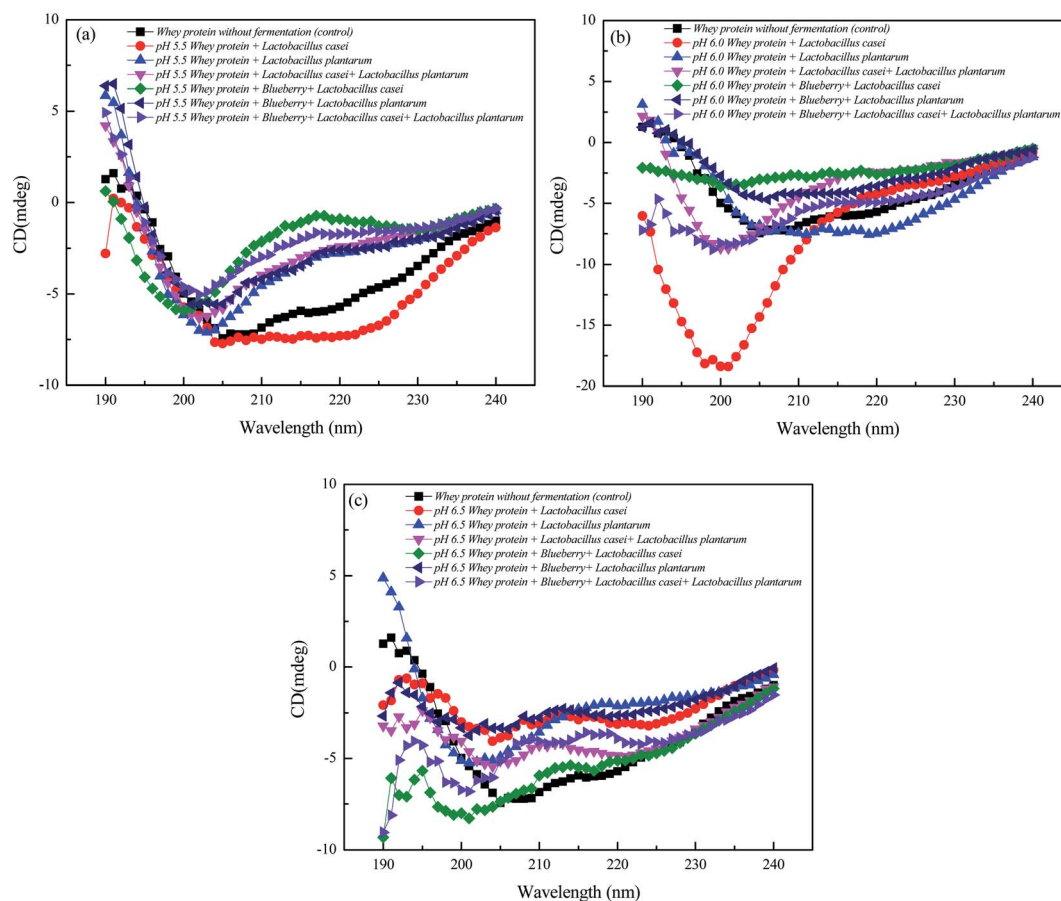 (a)
Whey protein without fermentation (control)
pH 5.5 Whey protein + Lactobacillus casei
pH 5.5 Whey protein + Lactobacillus plantarum
pH 5.5 Whey protein + Lactobacillus casei+ Lactobacillus plantarum
pH 5.5 Whey protein + Blueberry+ Lactobacillus casei
pH 5.5 Whey protein + Blueberry+ Lactobacillus plantarum
pH 5.5 Whey protein + Blueberry+ Lactobacillus casei+ Lactobacillus plantarum
10
5
0
-5
-10
CD(mdeg)
190 200 210 220 230 240
Wavelength (nm)
(b)
Whey protein without fermentation (control)
pH 6.0 Whey protein + Lactobacillus casei
pH 6.0 Whey protein + Lactobacillus plantarum
pH 6.0 Whey protein + Lactobacillus casei+ Lactobacillus plantarum
pH 6.0 Whey protein + Blueberry+ Lactobacillus casei
pH 6.0 Whey protein + Blueberry+ Lactobacillus plantarum
pH 6.0 Whey protein + Blueberry+ Lactobacillus casei+ Lactobacillus plantarum
10
5
0
-5
-10
-15
-20
CD(mdeg)
190 200 210 220 230 240
Wavelength (nm)
(c)
Whey protein without fermentation (control)
pH 6.5 Whey protein + Lactobacillus casei
pH 6.5 Whey protein + Lactobacillus plantarum
pH 6.5 Whey protein + Lactobacillus casei+ Lactobacillus plantarum
pH 6.5 Whey protein + Blueberry+ Lactobacillus casei
pH 6.5 Whey protein + Blueberry+ Lactobacillus plantarum
pH 6.5 Whey protein + Blueberry+ Lactobacillus casei+ Lactobacillus plantarum
10
5
0
-5
-10
CD(mdeg)
190 200 210 220 230 240
Wavelength (nm)